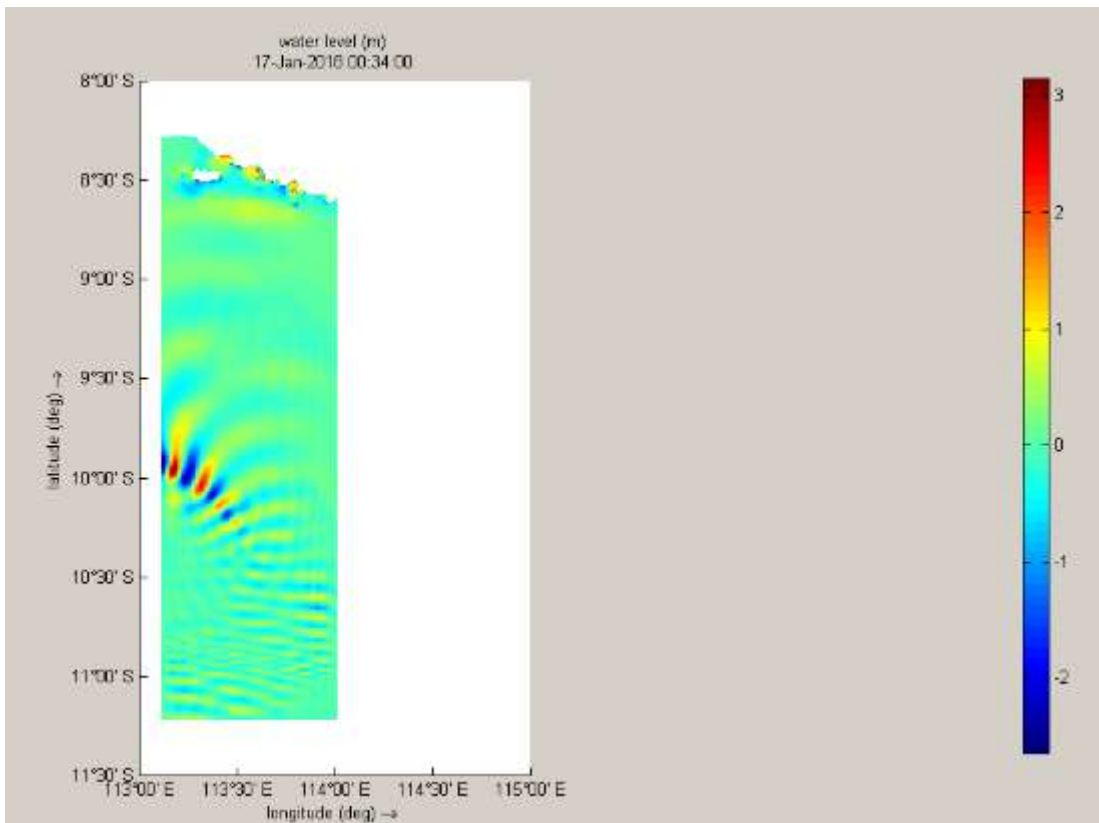 water level (m)
17-Jan-2016 00:34:00
8°00' S
8°30' S
9°00' S
9°30' S
10°00' S
10°30' S
11°00' S
11°30' S
latitude (deg) →
113°00' E
113°30' E
114°00' E
114°30' E
115°00' E
longitude (deg) →
3
2
1
0
-1
-2